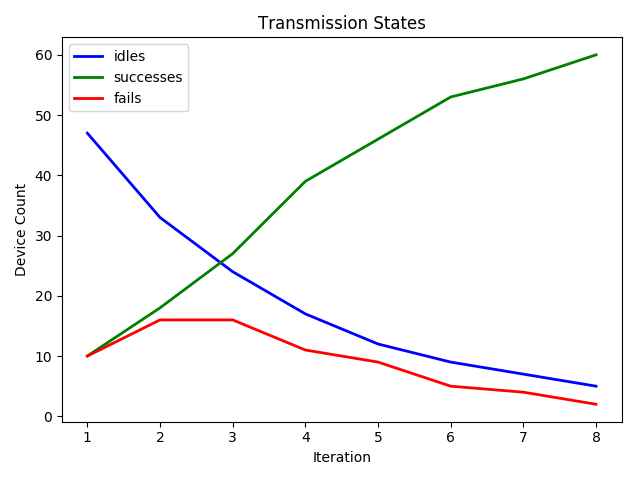 Transmission States
idles
successes
fails
Device Count
60
50
40
30
20
10
0
1 2 3 4 5 6 7 8
Iteration